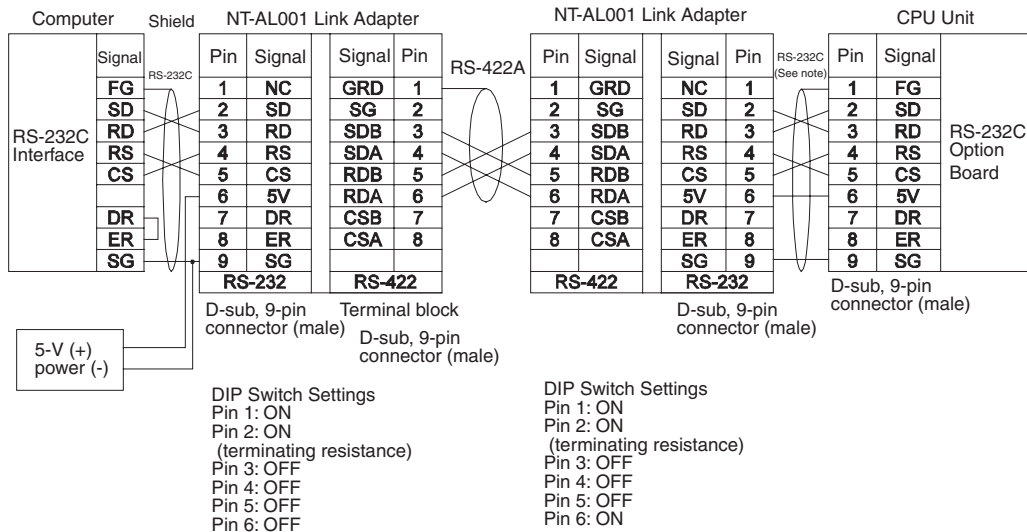 Computer Shield NT-AL001 Link Adapter NT-AL001 Link Adapter CPU Unit
Signal Pin Signal Signal Pin Pin Signal Signal Pin Pin Signal
RS-232C RS-422A RS-232C
(See note)
FG 1 NC GRD 1 1 GRD NC 1 1 FG
SD 2 SD SG 2 2 SG SD 2 2 SD
RD 3 RD SDB 3 3 SDB RD 3 3 RD
RS 4 RS SDA 4 4 SDA RS 4 4 RS
CS 5 CS RDB 5 5 RDB CS 5 5 CS
6 5V RDA 6 6 RDA 5V 6 6 5V
DR 7 DR CSB 7 7 CSB DR 7 7 DR
ER 8 ER CSA 8 8 CSA ER 8 8 ER
SG 9 SG SG 9 9 SG
RS-232C
Interface
RS-232C
Option
Board
RS-232 RS-422 RS-422 RS-232
D-sub, 9-pin
connector (male)
Terminal block
D-sub, 9-pin
connector (male)
D-sub, 9-pin
connector (male)
D-sub, 9-pin
connector (male)
5-V (+)
power (-)
DIP Switch Settings
Pin 1: ON
Pin 2: ON
(terminating resistance)
Pin 3: OFF
Pin 4: OFF
Pin 5: OFF
Pin 6: OFF
DIP Switch Settings
Pin 1: ON
Pin 2: ON
(terminating resistance)
Pin 3: OFF
Pin 4: OFF
Pin 5: OFF
Pin 6: ON